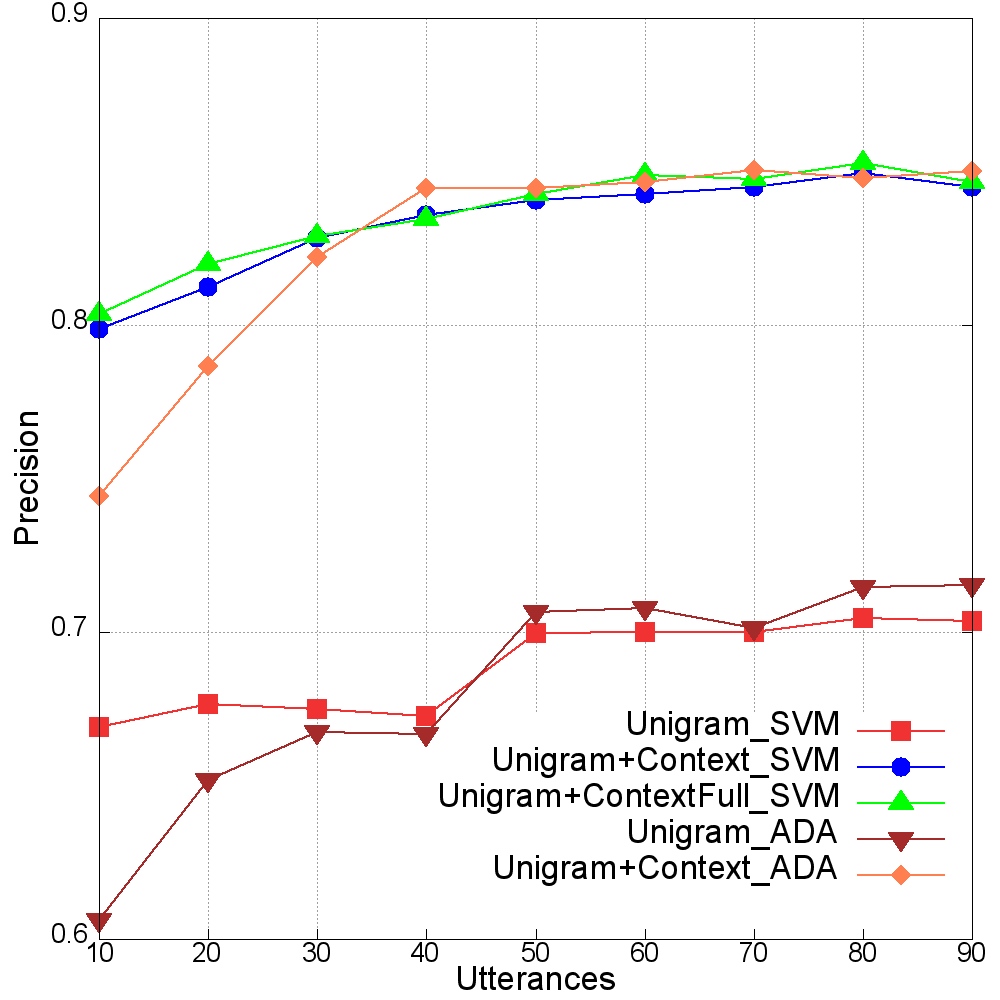 0.9
0.8
0.7
0.6
Precision
10 20 30 40 50 60 70 80 90
Utterances
Unigram_SVM
Unigram+Context_SVM
Unigram+ContextFull_SVM
Unigram_ADA
Unigram+Context_ADA